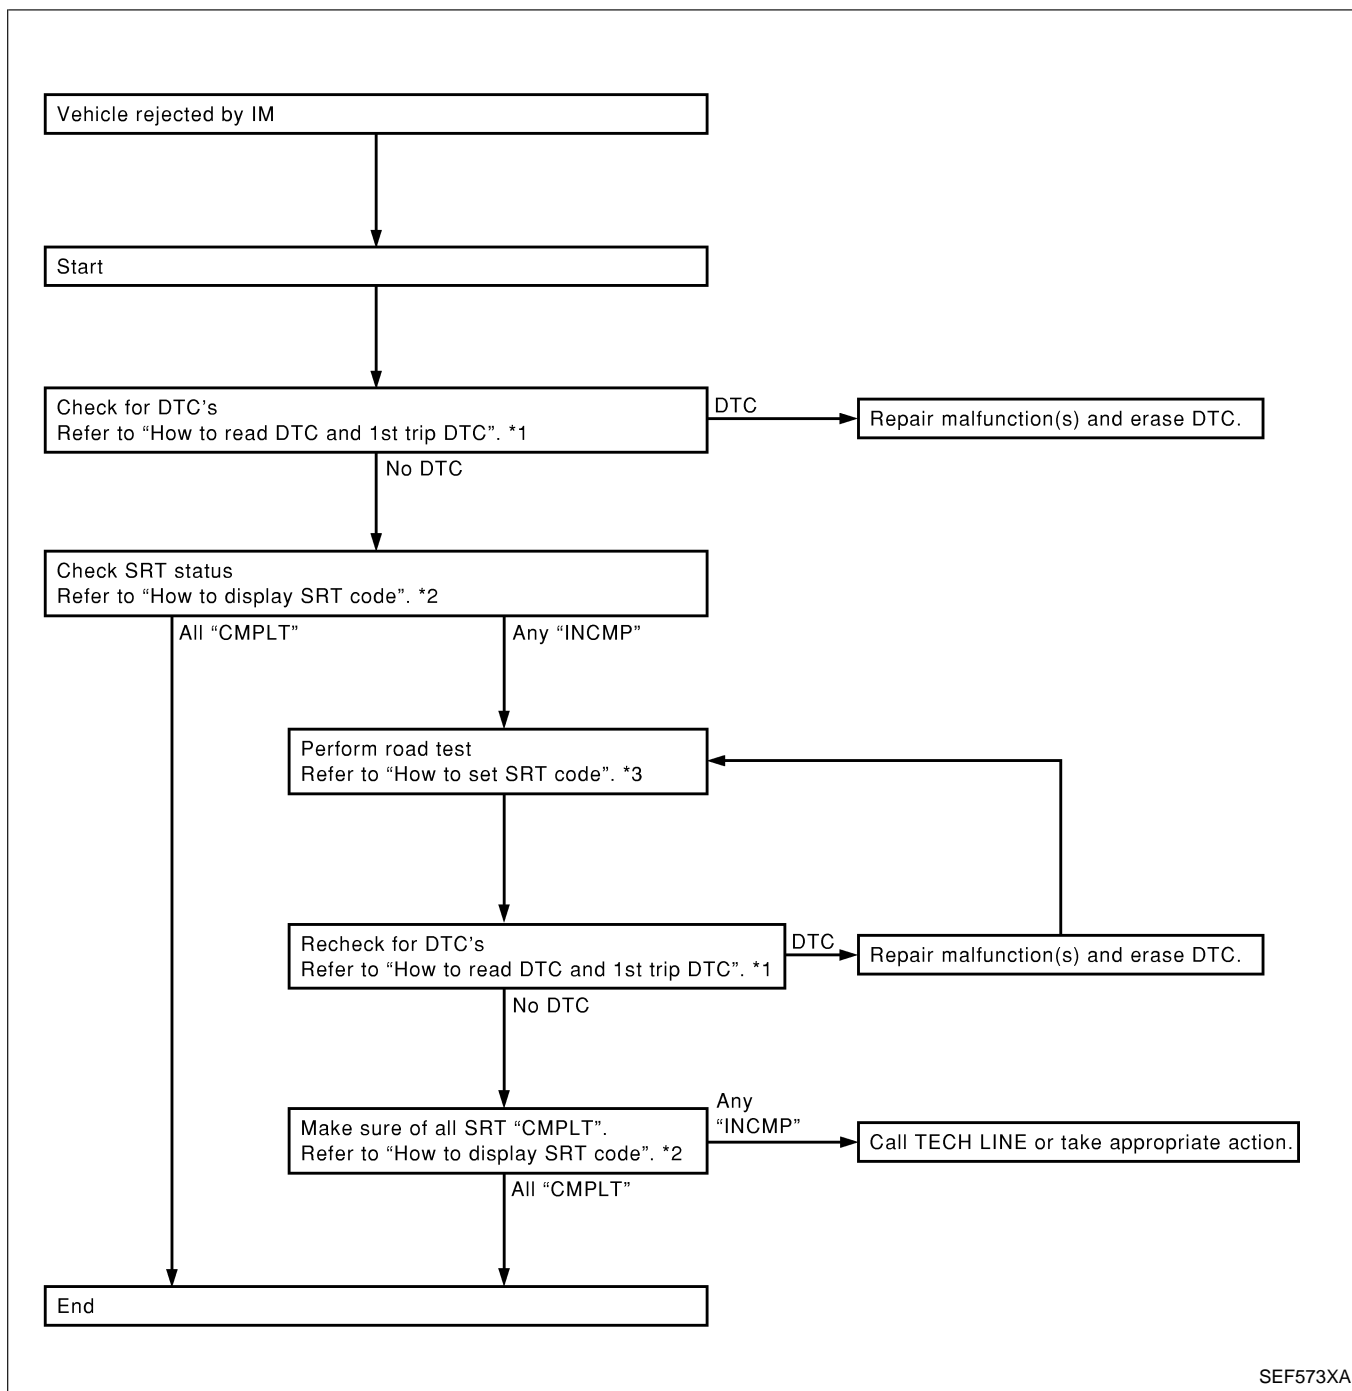 Vehicle rejected by IM
Start
Check for DTC's
Refer to “How to read DTC and 1st trip DTC”. *1
DTC
Repair malfunction(s) and erase DTC.
No DTC
Check SRT status
Refer to “How to display SRT code”. *2
All “CMPLT”
Any “INCMP”
Perform road test
Refer to “How to set SRT code”. *3
Recheck for DTC's
Refer to “How to read DTC and 1st trip DTC”. *1
DTC
Repair malfunction(s) and erase DTC.
No DTC
Make sure of all SRT “CMPLT”.
Refer to “How to display SRT code”. *2
Any
“INCMP”
Call TECH LINE or take appropriate action.
All “CMPLT”
End
SEF573XA